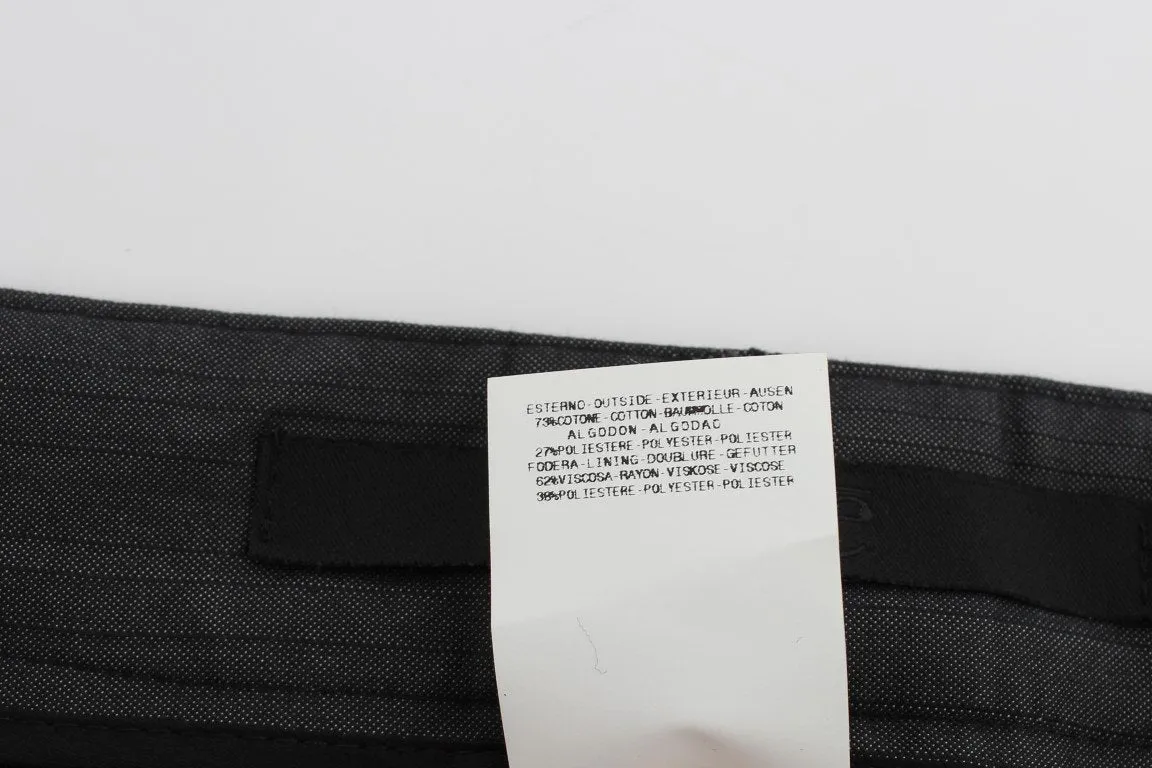 ESTERNO-OUTSIDE-EXTERIEUR-AUSEN
73%COTONE-COTTON-BAUMWOLLE-COTON
ALGODON-ALGODAO
27%POLIESTERE-POLYESTER-POLIESTER
FODERA-LINING-DOUBLURE-GEFUTTER
62%VISCOSA-RAYON-VISKOSE-VISCOSE
38%POLIESTERE-POLYESTER-POLIESTER